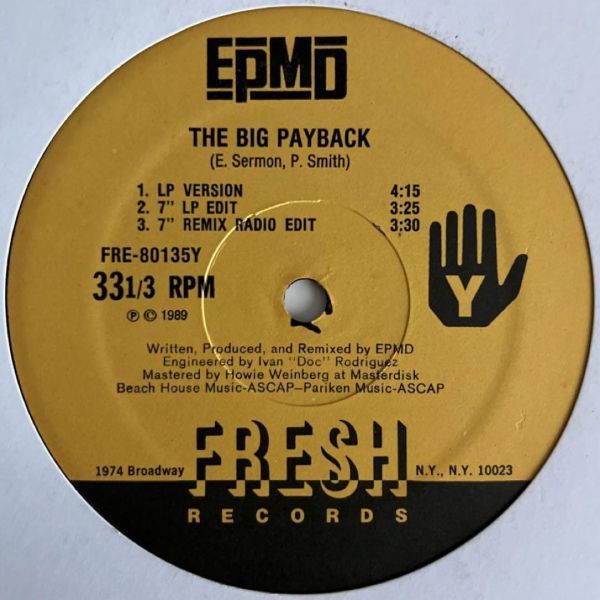 EPMD
THE BIG PAYBACK
(E. Sermon, P. Smith)
1. LP VERSION 4:15
2. 7" LP EDIT 3:25
3. 7" REMIX RADIO EDIT 3:30
FRE-80135Y
33 1/3 RPM
Ⓟ © 1989
Y
Written, Produced, and Remixed by EPMD
Engineered by Ivan "Doc" Rodriguez
Mastered by Howie Weinberg at Masterdisk
Beach House Music-ASCAP–Pariken Music-ASCAP
1974 Broadway FRESH N.Y., N.Y. 10023
RECORDS